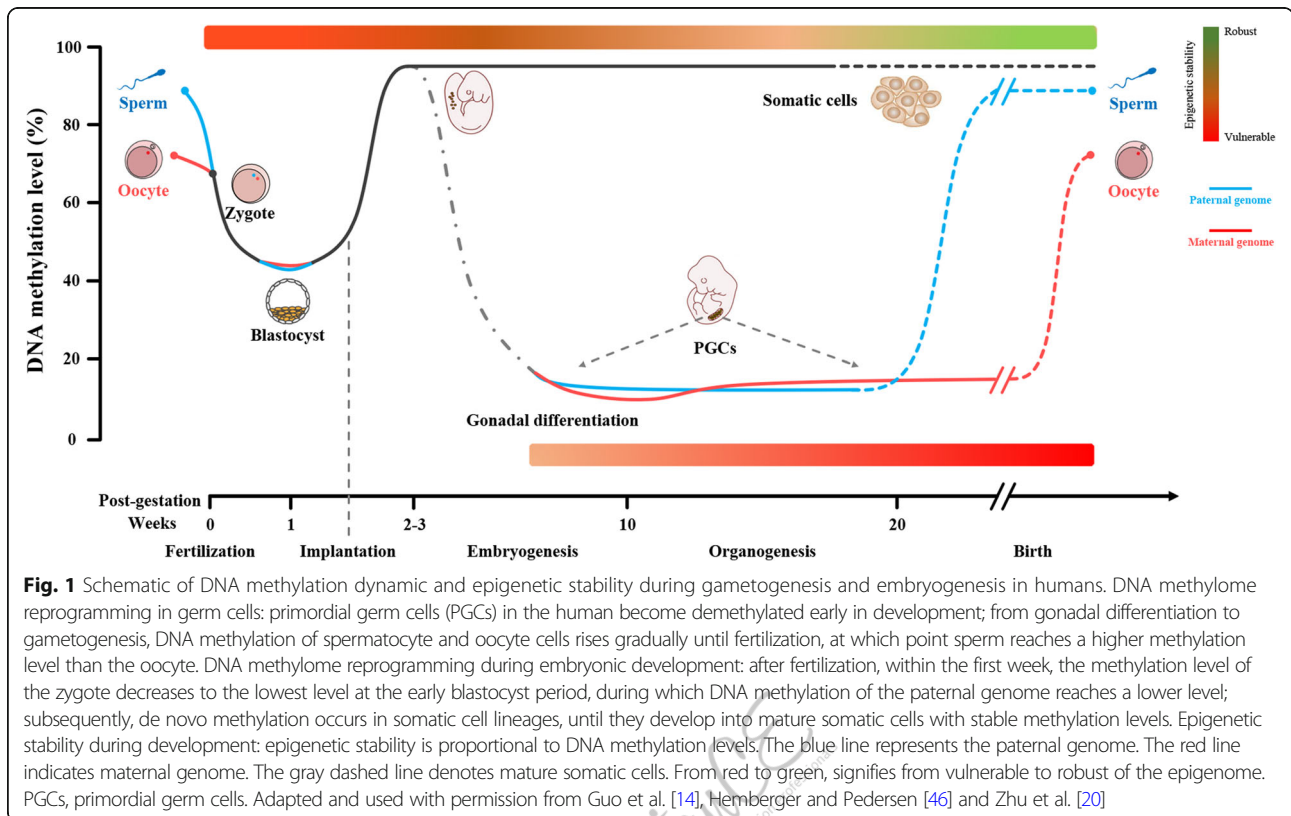 100
80
60
40
20
0
DNA methylation level (%)
Sperm
Oocyte
Zygote
Blastocyst
Somatic cells
PGCs
Gonadal differentiation
Sperm
Oocyte
Epigenetic stability
Robust
Vulnerable
Paternal genome
Maternal genome
Post-gestation
Weeks
0 1 2-3 10 20
Fertilization Implantation Embryogenesis Organogenesis Birth
Fig. 1 Schematic of DNA methylation dynamic and epigenetic stability during gametogenesis and embryogenesis in humans. DNA methylome
reprogramming in germ cells: primordial germ cells (PGCs) in the human become demethylated early in development; from gonadal differentiation to
gametogenesis, DNA methylation of spermatocyte and oocyte cells rises gradually until fertilization, at which point sperm reaches a higher methylation
level than the oocyte. DNA methylome reprogramming during embryonic development: after fertilization, within the first week, the methylation level of
the zygote decreases to the lowest level at the early blastocyst period, during which DNA methylation of the paternal genome reaches a lower level;
subsequently, de novo methylation occurs in somatic cell lineages, until they develop into mature somatic cells with stable methylation levels. Epigenetic
stability during development: epigenetic stability is proportional to DNA methylation levels. The blue line represents the paternal genome. The red line
indicates maternal genome. The gray dashed line denotes mature somatic cells. From red to green, signifies from vulnerable to robust of the epigenome.
PGCs, primordial germ cells. Adapted and used with permission from Guo et al. [14], Hemberger and Pedersen [46] and Zhu et al. [20]